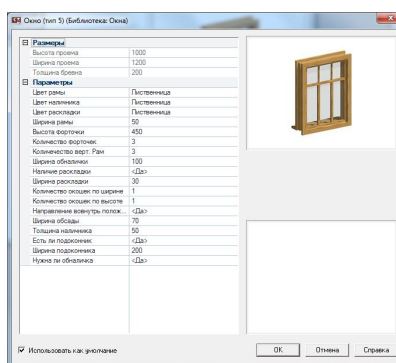 Окно (тип 5) (Библиотека: Окна)
Размеры
Высота проема 1000
Ширина проема 1200
Толщина бревна 200
Параметры
Цвет рамы Лиственница
Цвет наличника Лиственница
Цвет раскладки Лиственница
Ширина рамы 50
Высота форточки 450
Количество форточек 3
Количечество верт. Рам 3
Ширина обналички 100
Наличие раскладки <Да>
Ширина раскладки 30
Количество окошек по ширине 1
Количество окошек по высоте 1
Направление вовнутрь полож... <Да>
Ширина обсады 70
Толщина наличника 50
Есть ли подоконник <Да>
Ширина подоконника 200
Нужна ли обналичка <Да>
Использовать как умолчание
OK Отмена Справка